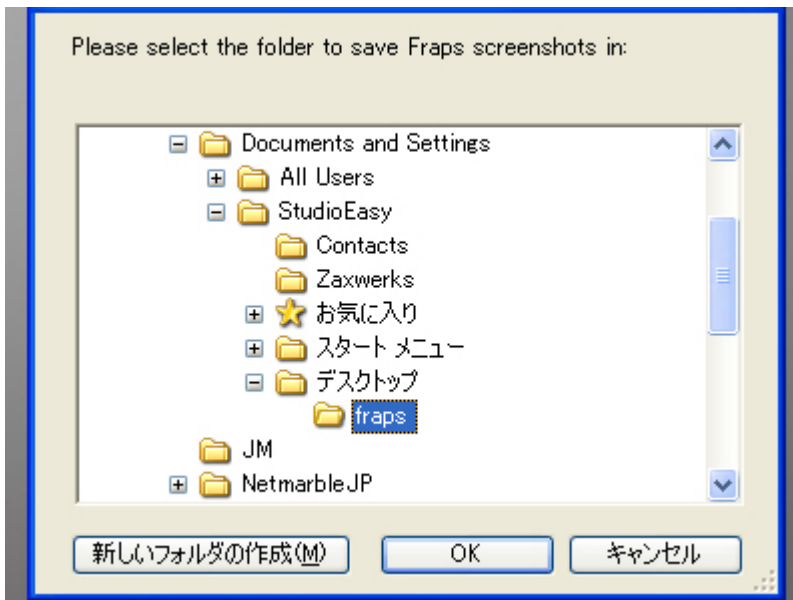 Please select the folder to save Fraps screenshots in:
Documents and Settings
All Users
StudioEasy
Contacts
Zaxwerks
お気に入り
スタート メニュー
デスクトップ
fraps
JM
NetmarbleJP
新しいフォルダの作成(M)
OK
キャンセル